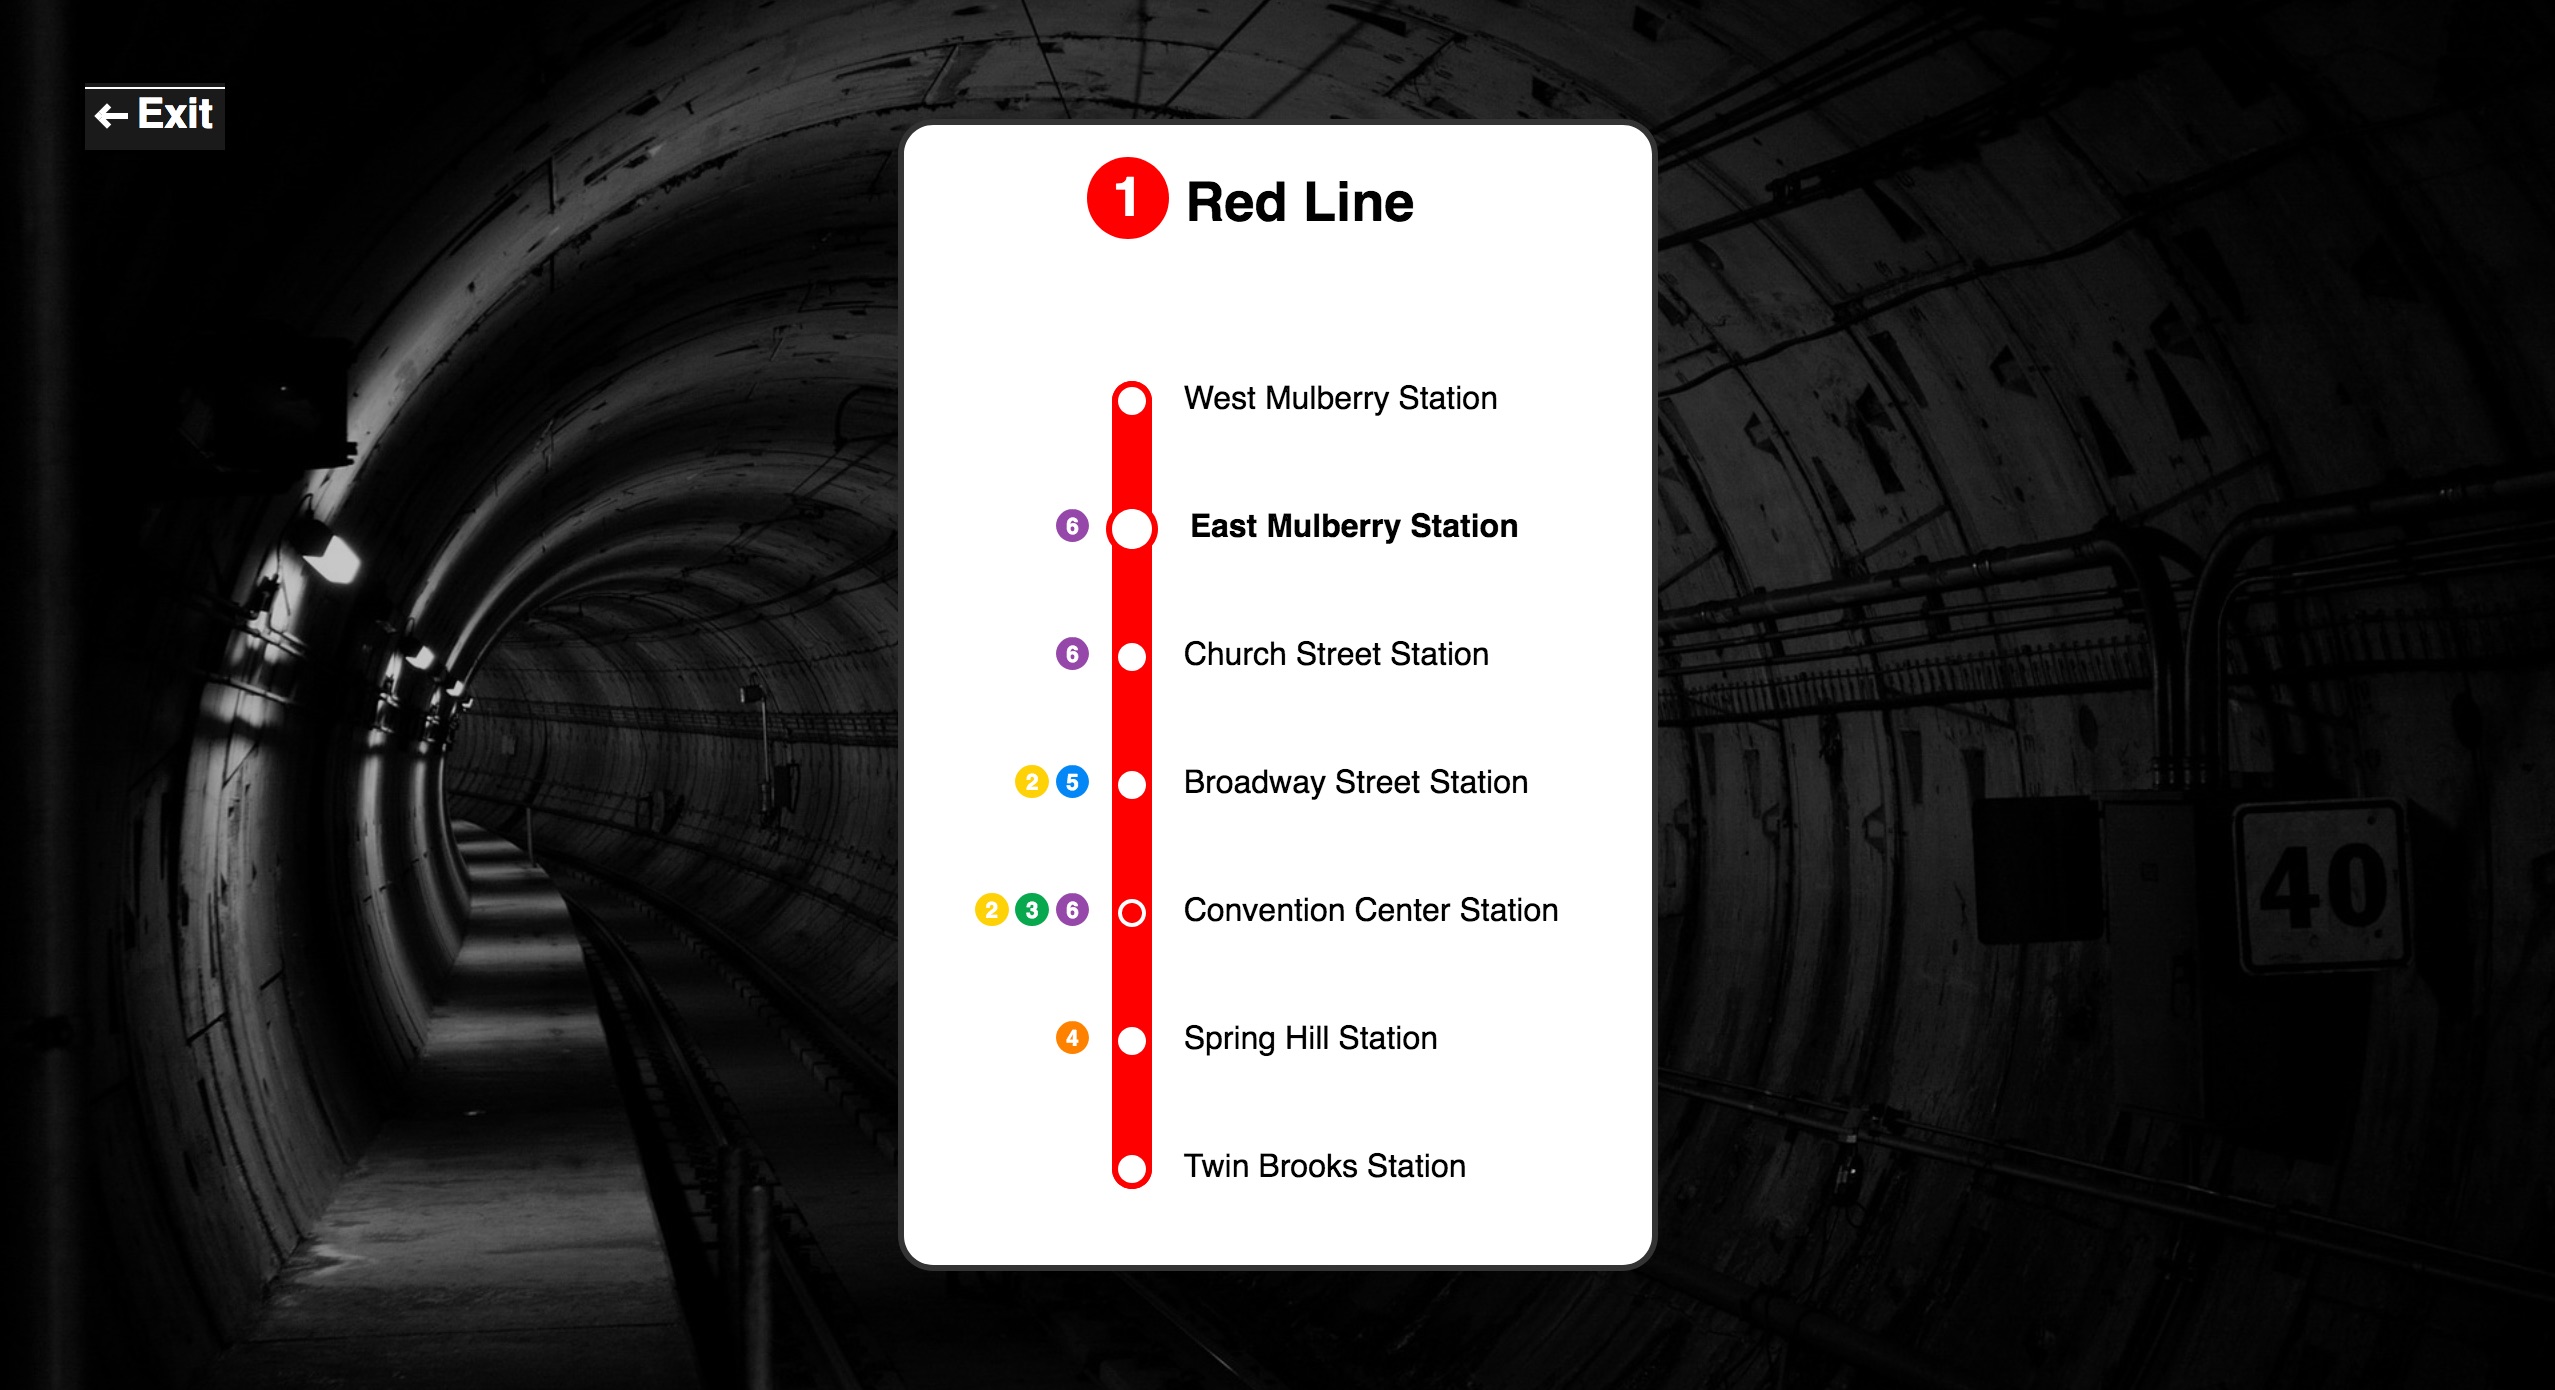 ← Exit
1 Red Line
West Mulberry Station
6 East Mulberry Station
6 Church Street Station
2 5 Broadway Street Station
2 3 6 Convention Center Station
4 Spring Hill Station
Twin Brooks Station
40